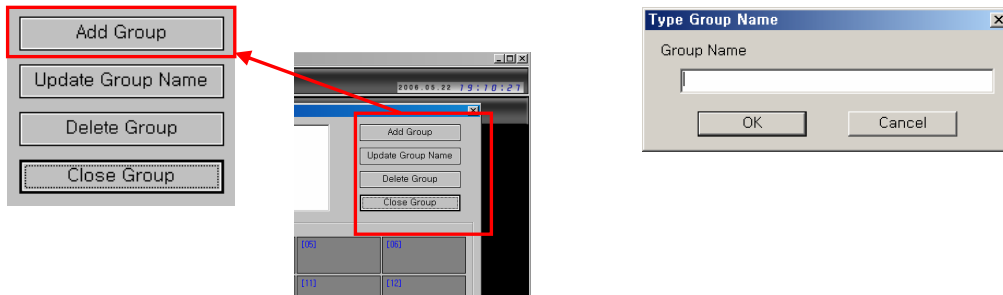 Add Group
Update Group Name
Delete Group
Close Group
2006.05.22 19:10:27
Add Group
Update Group Name
Delete Group
Close Group
[05] [06]
[11] [12]
Type Group Name
Group Name
OK Cancel